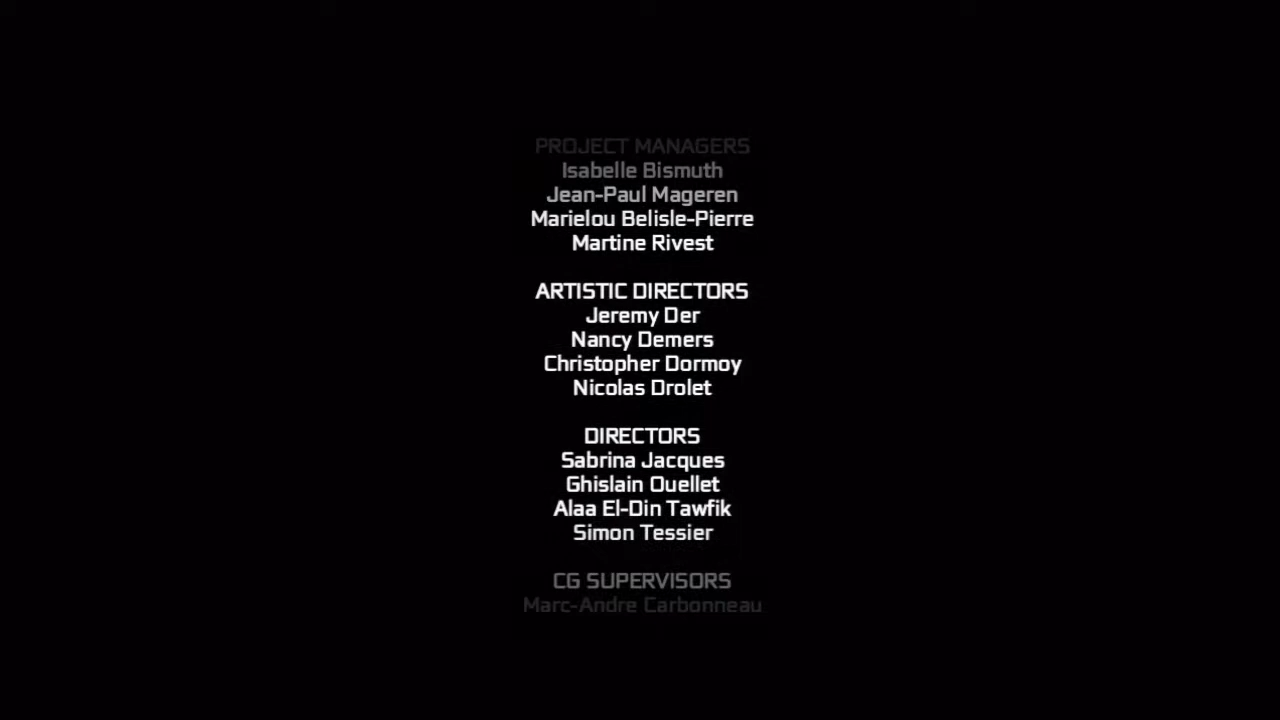 PROJECT MANAGERS
Isabelle Bismuth
Jean-Paul Mageren
Marielou Belisle-Pierre
Martine Rivest
ARTISTIC DIRECTORS
Jeremy Der
Nancy Demers
Christopher Dormoy
Nicolas Drolet
DIRECTORS
Sabrina Jacques
Ghislain Ouellet
Alaa El-Din Tawfik
Simon Tessier
CG SUPERVISORS
Marc-Andre Carbonneau